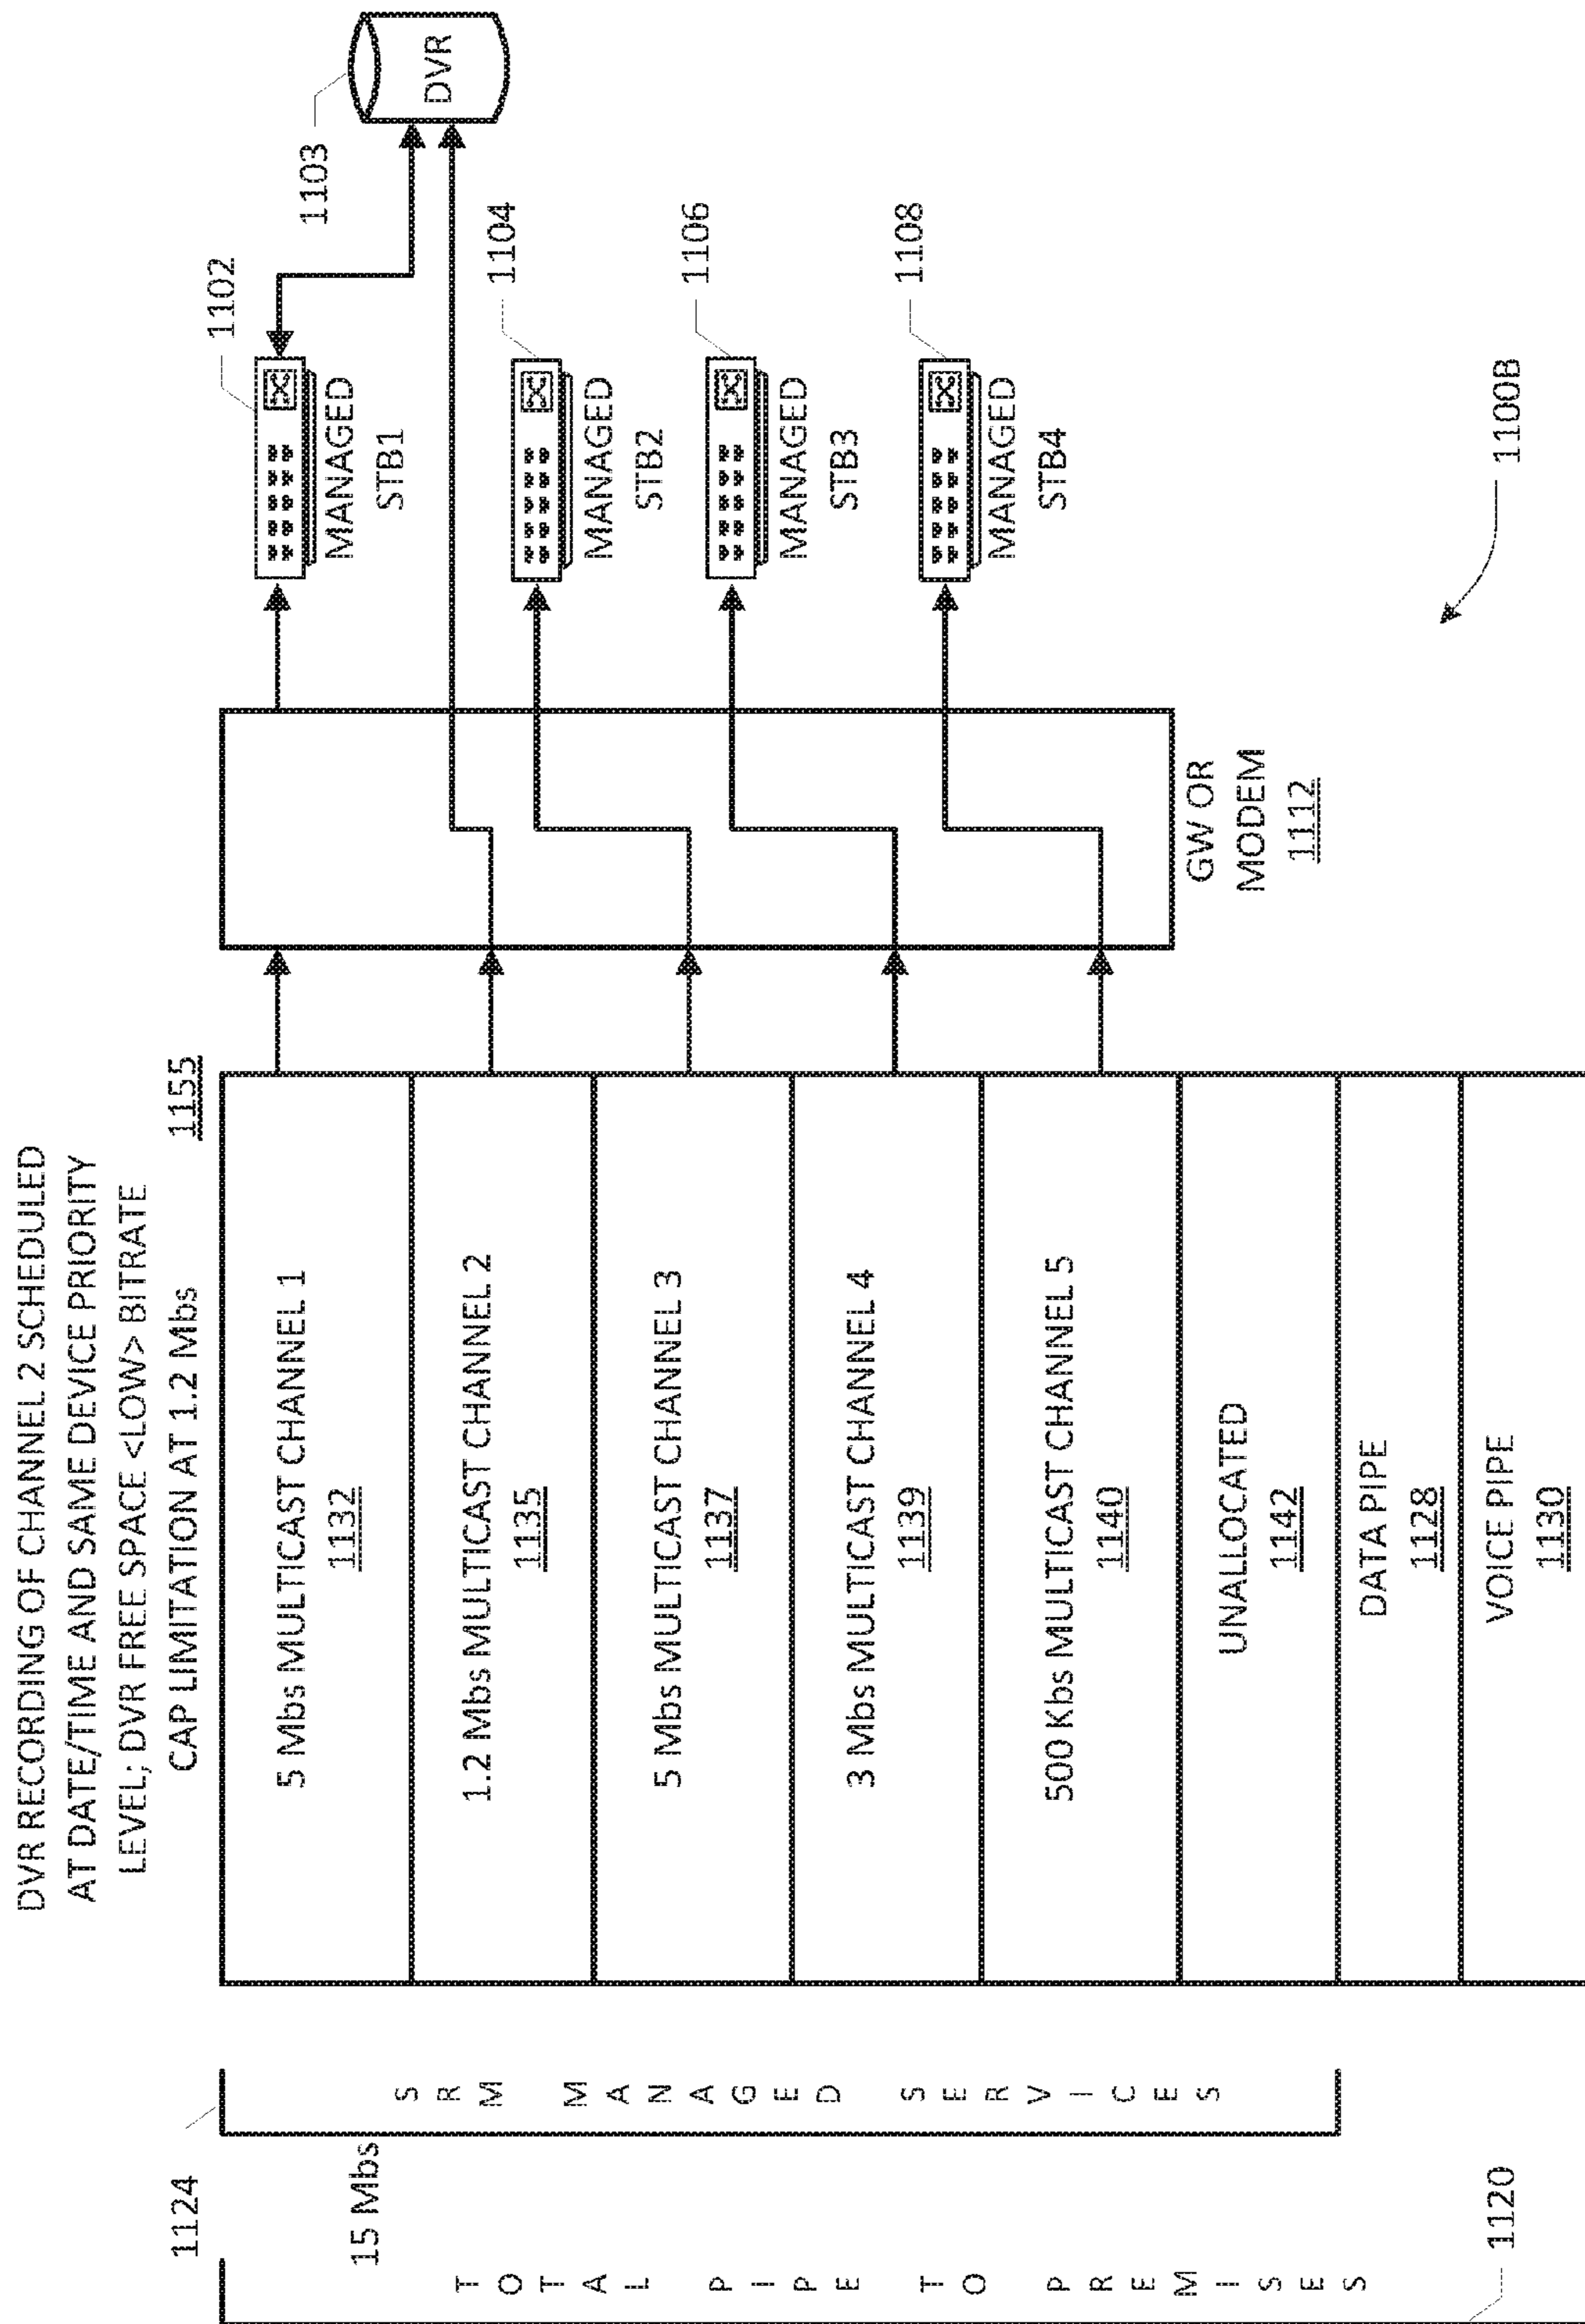 DVR RECORDING OF CHANNEL 2 SCHEDULED
AT DATE/TIME AND SAME DEVICE PRIORITY
LEVEL; DVR FREE SPACE <LOW> BITRATE
CAP LIMITATION AT 1.2 Mbs
1155
1124
15 Mbs
SRM MANAGED SERVICES
TOTAL PIPE TO PREMISES
1120
5 Mbs MULTICAST CHANNEL 1
1132
1.2 Mbs MULTICAST CHANNEL 2
1135
5 Mbs MULTICAST CHANNEL 3
1137
3 Mbs MULTICAST CHANNEL 4
1139
500 Kbs MULTICAST CHANNEL 5
1140
UNALLOCATED
1142
DATA PIPE
1128
VOICE PIPE
1130
GW OR
MODEM
1112
1102
MANAGED
STB1
1103
DVR
1104
MANAGED
STB2
1106
MANAGED
STB3
1108
MANAGED
STB4
1100B